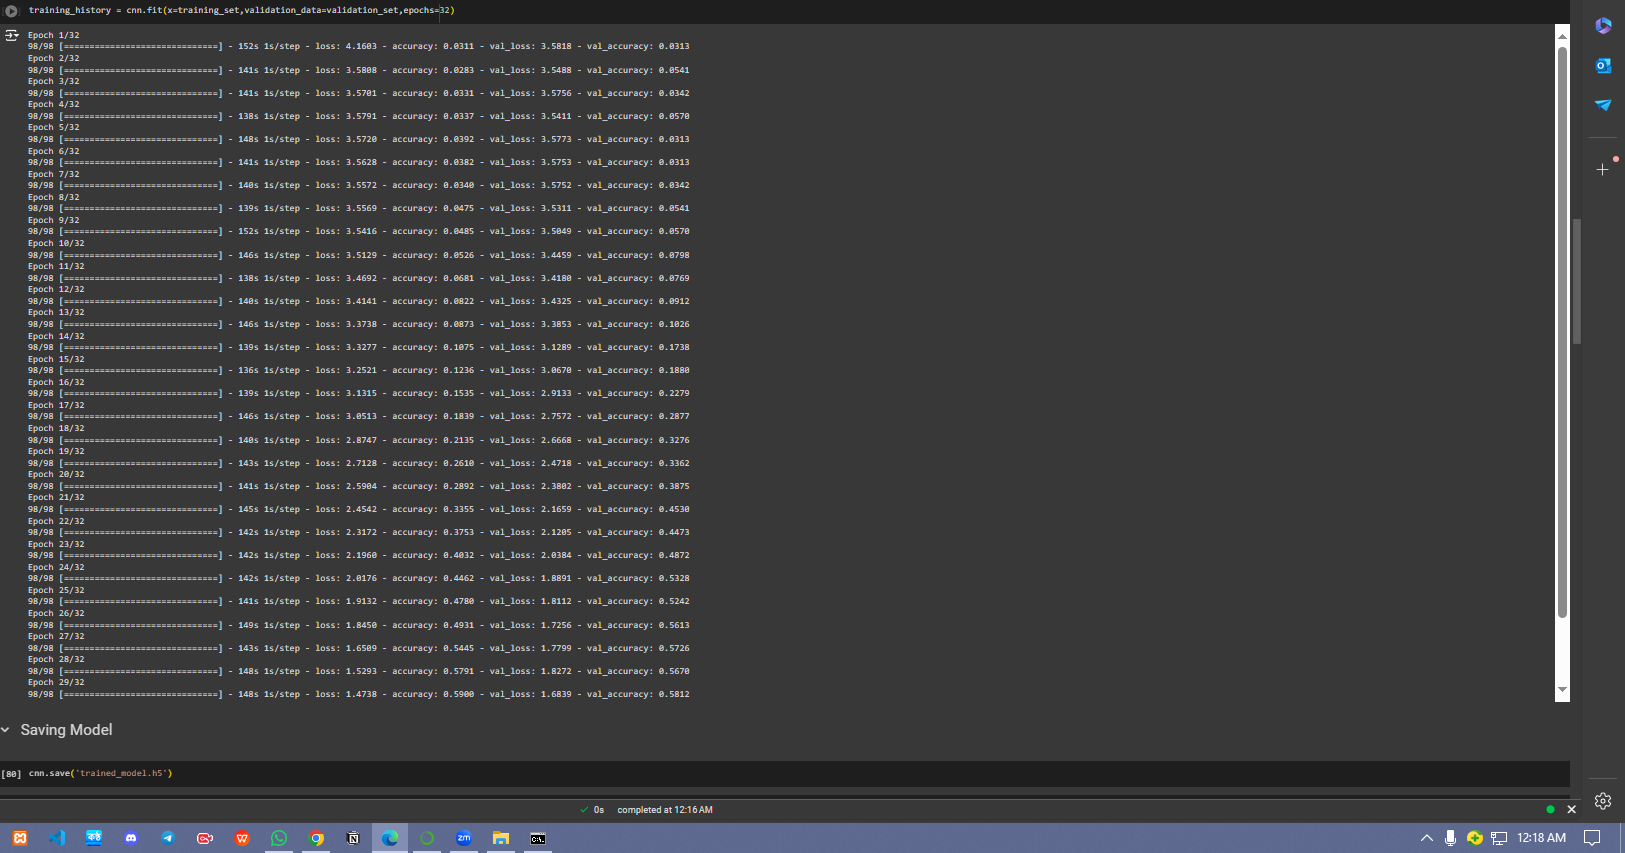 training_history = cnn.fit(x=training_set,validation_data=validation_set,epochs=32)
Epoch 1/32
98/98 [==============================] - 152s 1s/step - loss: 4.1603 - accuracy: 0.0311 - val_loss: 3.5818 - val_accuracy: 0.0313
Epoch 2/32
98/98 [==============================] - 141s 1s/step - loss: 3.5808 - accuracy: 0.0283 - val_loss: 3.5488 - val_accuracy: 0.0541
Epoch 3/32
98/98 [==============================] - 141s 1s/step - loss: 3.5701 - accuracy: 0.0331 - val_loss: 3.5756 - val_accuracy: 0.0342
Epoch 4/32
98/98 [==============================] - 138s 1s/step - loss: 3.5791 - accuracy: 0.0337 - val_loss: 3.5411 - val_accuracy: 0.0570
Epoch 5/32
98/98 [==============================] - 148s 1s/step - loss: 3.5720 - accuracy: 0.0392 - val_loss: 3.5773 - val_accuracy: 0.0313
Epoch 6/32
98/98 [==============================] - 141s 1s/step - loss: 3.5628 - accuracy: 0.0382 - val_loss: 3.5753 - val_accuracy: 0.0313
Epoch 7/32
98/98 [==============================] - 140s 1s/step - loss: 3.5572 - accuracy: 0.0340 - val_loss: 3.5752 - val_accuracy: 0.0342
Epoch 8/32
98/98 [==============================] - 139s 1s/step - loss: 3.5569 - accuracy: 0.0475 - val_loss: 3.5311 - val_accuracy: 0.0541
Epoch 9/32
98/98 [==============================] - 152s 1s/step - loss: 3.5416 - accuracy: 0.0485 - val_loss: 3.5049 - val_accuracy: 0.0570
Epoch 10/32
98/98 [==============================] - 146s 1s/step - loss: 3.5129 - accuracy: 0.0526 - val_loss: 3.4459 - val_accuracy: 0.0798
Epoch 11/32
98/98 [==============================] - 138s 1s/step - loss: 3.4692 - accuracy: 0.0681 - val_loss: 3.4180 - val_accuracy: 0.0769
Epoch 12/32
98/98 [==============================] - 140s 1s/step - loss: 3.4141 - accuracy: 0.0822 - val_loss: 3.4325 - val_accuracy: 0.0912
Epoch 13/32
98/98 [==============================] - 146s 1s/step - loss: 3.3738 - accuracy: 0.0873 - val_loss: 3.3853 - val_accuracy: 0.1026
Epoch 14/32
98/98 [==============================] - 139s 1s/step - loss: 3.3277 - accuracy: 0.1075 - val_loss: 3.1289 - val_accuracy: 0.1738
Epoch 15/32
98/98 [==============================] - 136s 1s/step - loss: 3.2521 - accuracy: 0.1236 - val_loss: 3.0670 - val_accuracy: 0.1880
Epoch 16/32
98/98 [==============================] - 139s 1s/step - loss: 3.1315 - accuracy: 0.1535 - val_loss: 2.9133 - val_accuracy: 0.2279
Epoch 17/32
98/98 [==============================] - 146s 1s/step - loss: 3.0513 - accuracy: 0.1839 - val_loss: 2.7572 - val_accuracy: 0.2877
Epoch 18/32
98/98 [==============================] - 140s 1s/step - loss: 2.8747 - accuracy: 0.2135 - val_loss: 2.6668 - val_accuracy: 0.3276
Epoch 19/32
98/98 [==============================] - 143s 1s/step - loss: 2.7128 - accuracy: 0.2610 - val_loss: 2.4718 - val_accuracy: 0.3362
Epoch 20/32
98/98 [==============================] - 141s 1s/step - loss: 2.5904 - accuracy: 0.2892 - val_loss: 2.3802 - val_accuracy: 0.3875
Epoch 21/32
98/98 [==============================] - 145s 1s/step - loss: 2.4542 - accuracy: 0.3355 - val_loss: 2.1659 - val_accuracy: 0.4530
Epoch 22/32
98/98 [==============================] - 142s 1s/step - loss: 2.3172 - accuracy: 0.3753 - val_loss: 2.1205 - val_accuracy: 0.4473
Epoch 23/32
98/98 [==============================] - 142s 1s/step - loss: 2.1960 - accuracy: 0.4032 - val_loss: 2.0384 - val_accuracy: 0.4872
Epoch 24/32
98/98 [==============================] - 142s 1s/step - loss: 2.0176 - accuracy: 0.4462 - val_loss: 1.8891 - val_accuracy: 0.5328
Epoch 25/32
98/98 [==============================] - 141s 1s/step - loss: 1.9132 - accuracy: 0.4780 - val_loss: 1.8112 - val_accuracy: 0.5242
Epoch 26/32
98/98 [==============================] - 149s 1s/step - loss: 1.8450 - accuracy: 0.4931 - val_loss: 1.7256 - val_accuracy: 0.5613
Epoch 27/32
98/98 [==============================] - 143s 1s/step - loss: 1.6509 - accuracy: 0.5445 - val_loss: 1.7799 - val_accuracy: 0.5726
Epoch 28/32
98/98 [==============================] - 148s 1s/step - loss: 1.5293 - accuracy: 0.5791 - val_loss: 1.8272 - val_accuracy: 0.5670
Epoch 29/32
98/98 [==============================] - 148s 1s/step - loss: 1.4738 - accuracy: 0.5900 - val_loss: 1.6839 - val_accuracy: 0.5812
Saving Model
[80] cnn.save('trained_model.h5')
0s completed at 12:16 AM
zm
12:18 AM